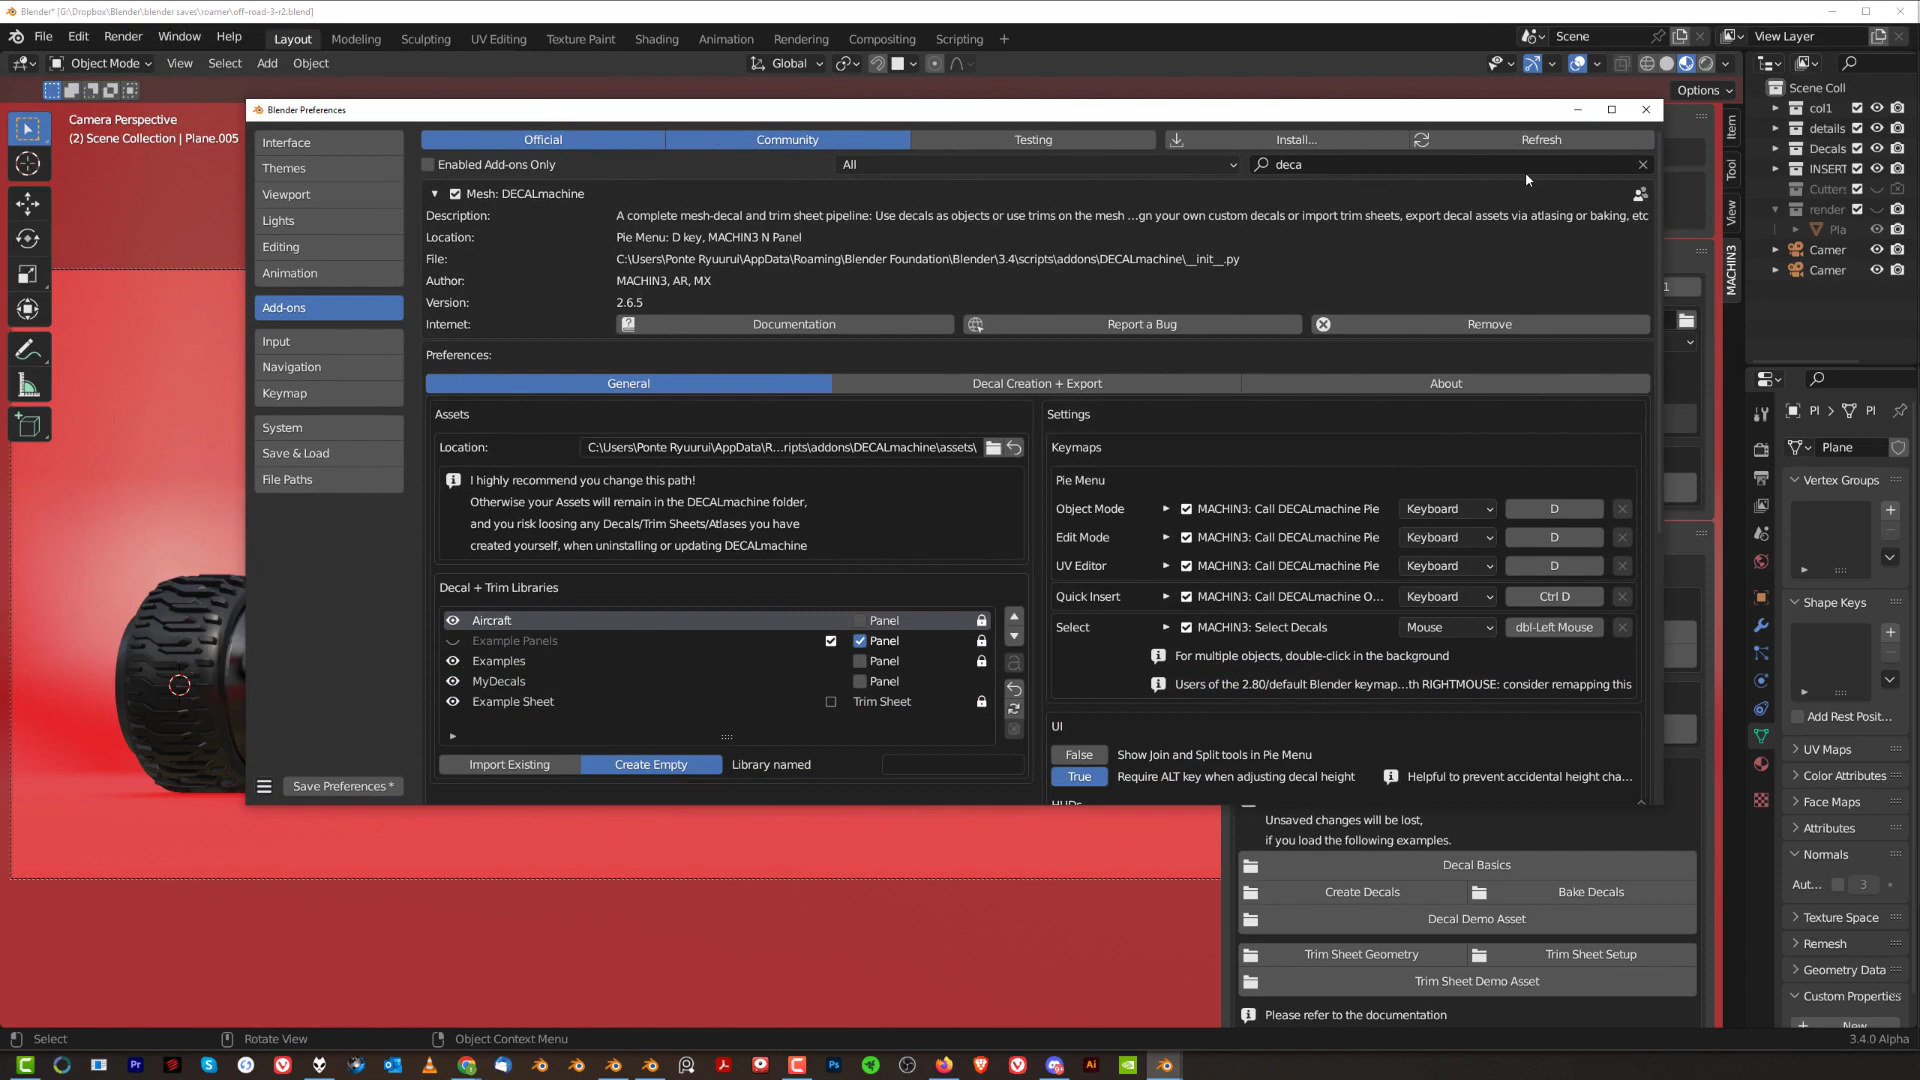 Blender* [G:\Dropbox\Blender\blender saves\roamer\off-road-3-r2.blend]
File Edit Render Window Help Layout Modeling Sculpting UV Editing Texture Paint Shading Animation Rendering Compositing Scripting + Scene View Layer
Object Mode View Select Add Object Global
Options
Camera Perspective
(2) Scene Collection | Plane.005
Blender Preferences
Interface
Themes
Viewport
Lights
Editing
Animation
Add-ons
Input
Navigation
Keymap
System
Save & Load
File Paths
Save Preferences *
Official Community Testing Install... Refresh
Enabled Add-ons Only All deca
Mesh: DECALmachine
Description: A complete mesh-decal and trim sheet pipeline: Use decals as objects or use trims on the mesh ...gn your own custom decals or import trim sheets, export decal assets via atlasing or baking, etc
Location: Pie Menu: D key, MACHIN3 N Panel
File: C:\Users\Ponte Ryuurui\AppData\Roaming\Blender Foundation\Blender\3.4\scripts\addons\DECALmachine\__init__.py
Author: MACHIN3, AR, MX
Version: 2.6.5
Internet: Documentation Report a Bug Remove
Preferences:
General Decal Creation + Export About
Assets
Location: C:\Users\Ponte Ryuurui\AppData\R...ripts\addons\DECALmachine\assets\
I highly recommend you change this path!
Otherwise your Assets will remain in the DECALmachine folder,
and you risk loosing any Decals/Trim Sheets/Atlases you have
created yourself, when uninstalling or updating DECALmachine
Decal + Trim Libraries
Aircraft Panel
Example Panels Panel
Examples Panel
MyDecals Panel
Example Sheet Trim Sheet
Import Existing Create Empty Library named
Settings
Keymaps
Pie Menu
Object Mode MACHIN3: Call DECALmachine Pie Keyboard D
Edit Mode MACHIN3: Call DECALmachine Pie Keyboard D
UV Editor MACHIN3: Call DECALmachine Pie Keyboard D
Quick Insert MACHIN3: Call DECALmachine O... Keyboard Ctrl D
Select MACHIN3: Select Decals Mouse dbl-Left Mouse
For multiple objects, double-click in the background
Users of the 2.80/default Blender keymap...th RIGHTMOUSE: consider remapping this
UI
False Show Join and Split tools in Pie Menu
True Require ALT key when adjusting decal height Helpful to prevent accidental height cha...
HUDs
Item
Tool
View
MACHIN3
1
Unsaved changes will be lost,
if you load the following examples.
Decal Basics
Create Decals Bake Decals
Decal Demo Asset
Trim Sheet Geometry Trim Sheet Setup
Trim Sheet Demo Asset
Please refer to the documentation
Scene Coll
col1
details
Decals
INSERT
Cutters
render
Pla
Camer
Camer
Pl > Pl
Plane
Vertex Groups
Shape Keys
Add Rest Posit...
UV Maps
Color Attributes
Face Maps
Attributes
Normals
Aut... 3
Texture Space
Remesh
Geometry Data
Custom Properties
New
Select Rotate View Object Context Menu 3.4.0 Alpha